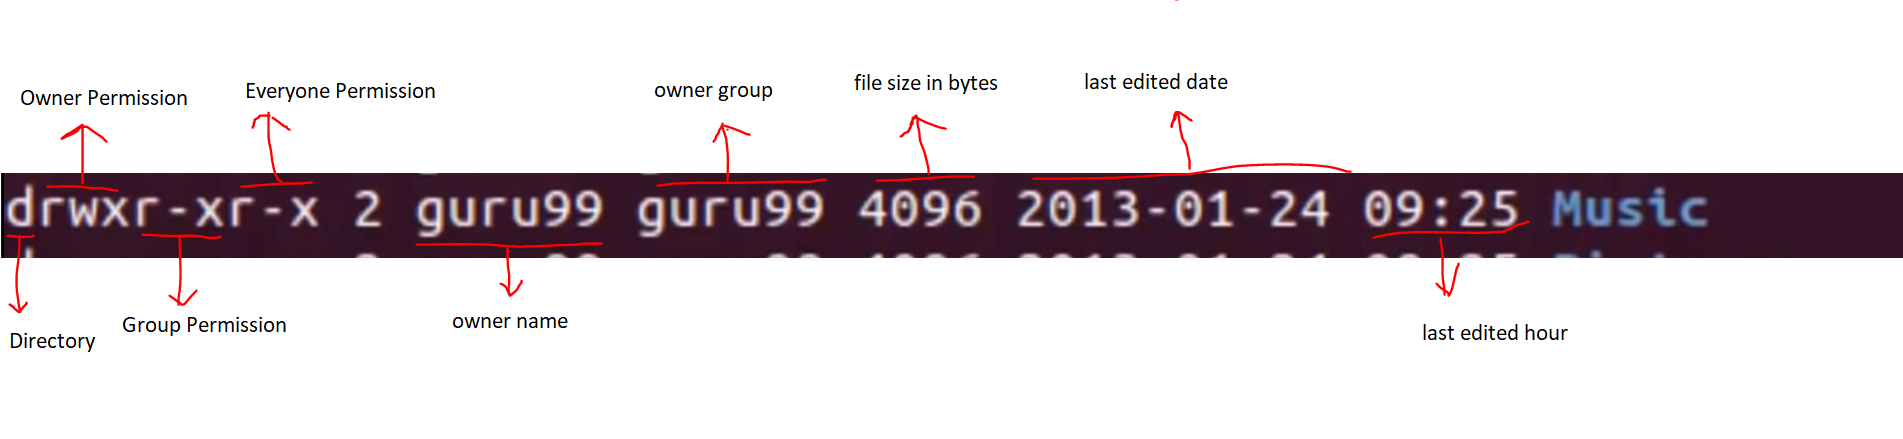 Owner Permission
Everyone Permission
owner group
file size in bytes
last edited date
drwxr-xr-x 2 guru99 guru99 4096 2013-01-24 09:25 Music
Directory
Group Permission
owner name
last edited hour